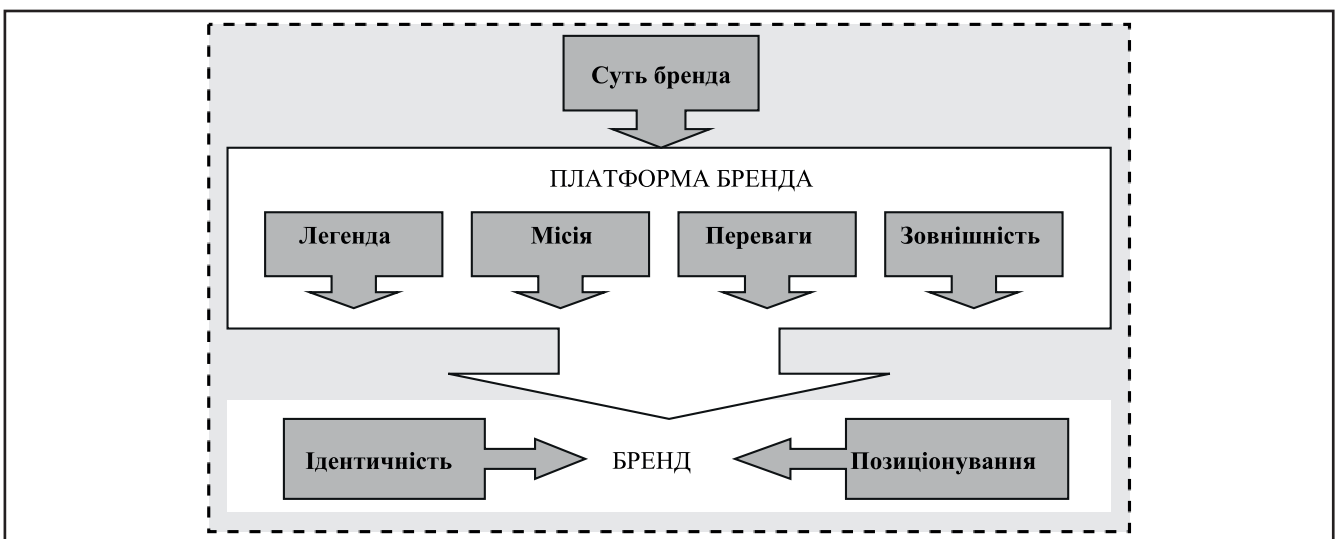 Суть бренда
ПЛАТФОРМА БРЕНДА
Легенда
Місія
Переваги
Зовнішність
Ідентичність
БРЕНД
Позиціонування